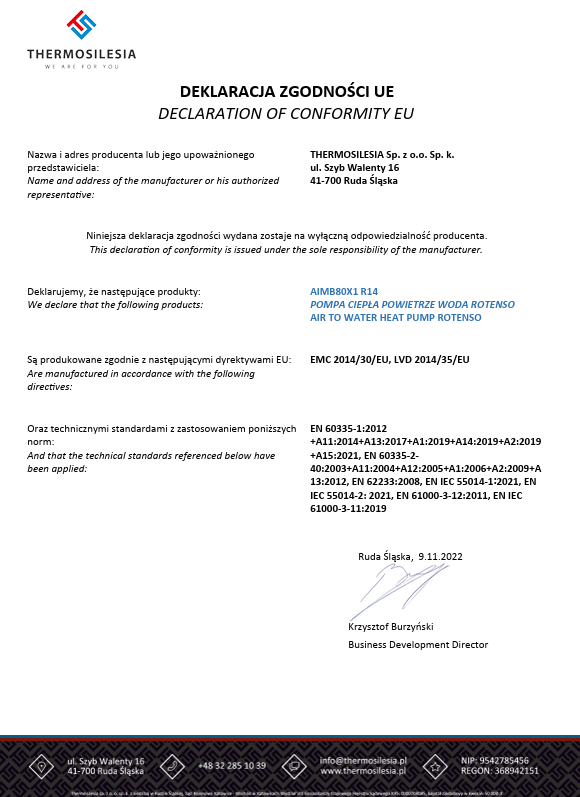 THERMOSILESIA
WE ARE FOR YOU
DEKLARACJA ZGODNOŚCI UE
DECLARATION OF CONFORMITY EU
Nazwa i adres producenta lub jego upoważnionego
przedstawiciela:
Name and address of the manufacturer or his authorized
representative:
THERMOSILESIA Sp. z o.o. Sp. k.
ul. Szyb Walenty 16
41-700 Ruda Śląska
Niniejsza deklaracja zgodności wydana zostaje na wyłączną odpowiedzialność producenta.
This declaration of conformity is issued under the sole responsibility of the manufacturer.
Deklarujemy, że następujące produkty:
We declare that the following products:
AIMB80X1 R14
POMPA CIEPŁA POWIETRZE WODA ROTENSO
AIR TO WATER HEAT PUMP ROTENSO
Są produkowane zgodnie z następującymi dyrektywami EU:
Are manufactured in accordance with the following
directives:
EMC 2014/30/EU, LVD 2014/35/EU
Oraz technicznymi standardami z zastosowaniem poniższych
norm:
And that the technical standards referenced below have
been applied:
EN 60335-1:2012
+A11:2014+A13:2017+A1:2019+A14:2019+A2:2019
+A15:2021, EN 60335-2-
40:2003+A11:2004+A12:2005+A1:2006+A2:2009+A
13:2012, EN 62233:2008, EN IEC 55014-1:2021, EN
IEC 55014-2: 2021, EN 61000-3-12:2011, EN IEC
61000-3-11:2019
Ruda Śląska, 9.11.2022
Krzysztof Burzyński
Business Development Director
ul. Szyb Walenty 16
41-700 Ruda Śląska
+48 32 285 10 39
info@thermosilesia.pl
www.thermosilesia.pl
NIP: 9542785456
REGON: 368942151